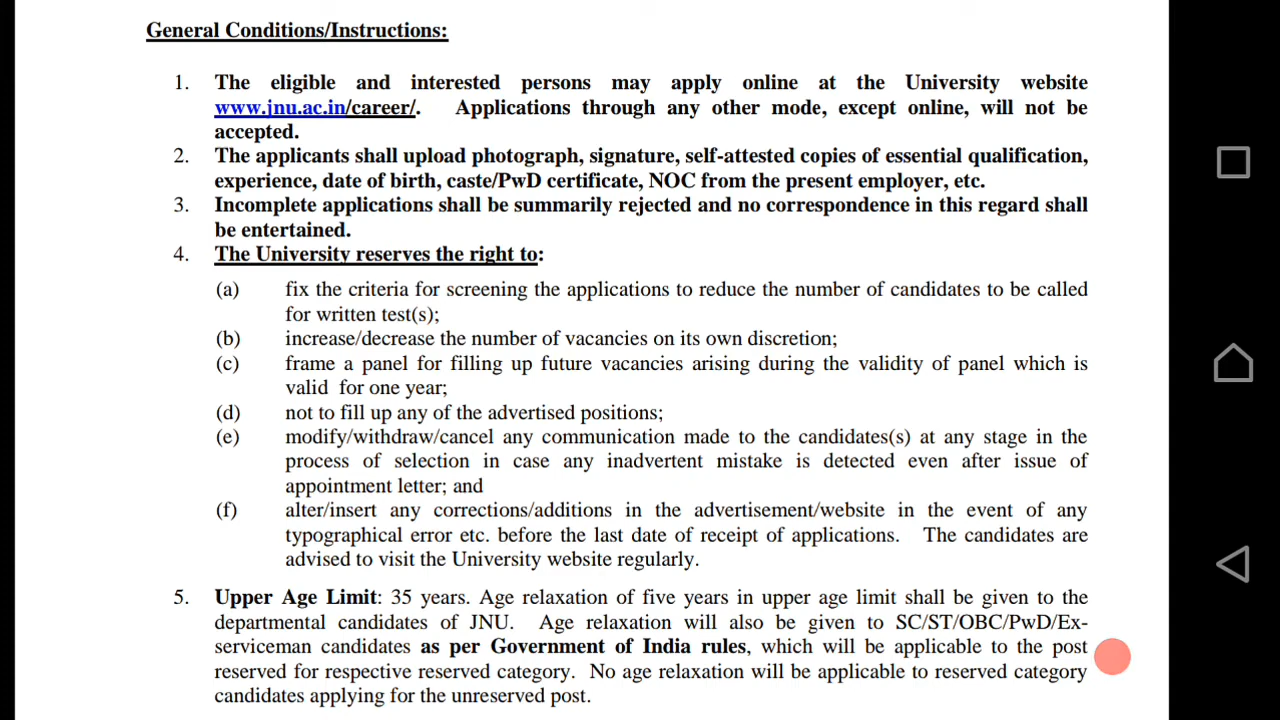 General Conditions/Instructions:
1. The eligible and interested persons may apply online at the University website
www.jnu.ac.in/career/. Applications through any other mode, except online, will not be
accepted.
2. The applicants shall upload photograph, signature, self-attested copies of essential qualification,
experience, date of birth, caste/PwD certificate, NOC from the present employer, etc.
3. Incomplete applications shall be summarily rejected and no correspondence in this regard shall
be entertained.
4. The University reserves the right to:
(a) fix the criteria for screening the applications to reduce the number of candidates to be called
for written test(s);
(b) increase/decrease the number of vacancies on its own discretion;
(c) frame a panel for filling up future vacancies arising during the validity of panel which is
valid for one year;
(d) not to fill up any of the advertised positions;
(e) modify/withdraw/cancel any communication made to the candidates(s) at any stage in the
process of selection in case any inadvertent mistake is detected even after issue of
appointment letter; and
(f) alter/insert any corrections/additions in the advertisement/website in the event of any
typographical error etc. before the last date of receipt of applications. The candidates are
advised to visit the University website regularly.
5. Upper Age Limit: 35 years. Age relaxation of five years in upper age limit shall be given to the
departmental candidates of JNU. Age relaxation will also be given to SC/ST/OBC/PwD/Ex-
serviceman candidates as per Government of India rules, which will be applicable to the post
reserved for respective reserved category. No age relaxation will be applicable to reserved category
candidates applying for the unreserved post.